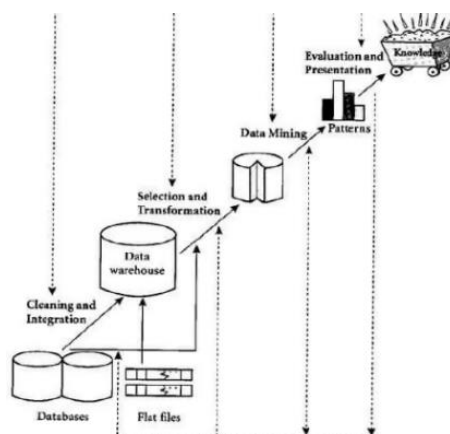 Evaluation and
Presentation
Knowledge
Data Mining
Patterns
Selection and
Transformation
Data
warehouse
Cleaning and
Integration
Databases
Flat files